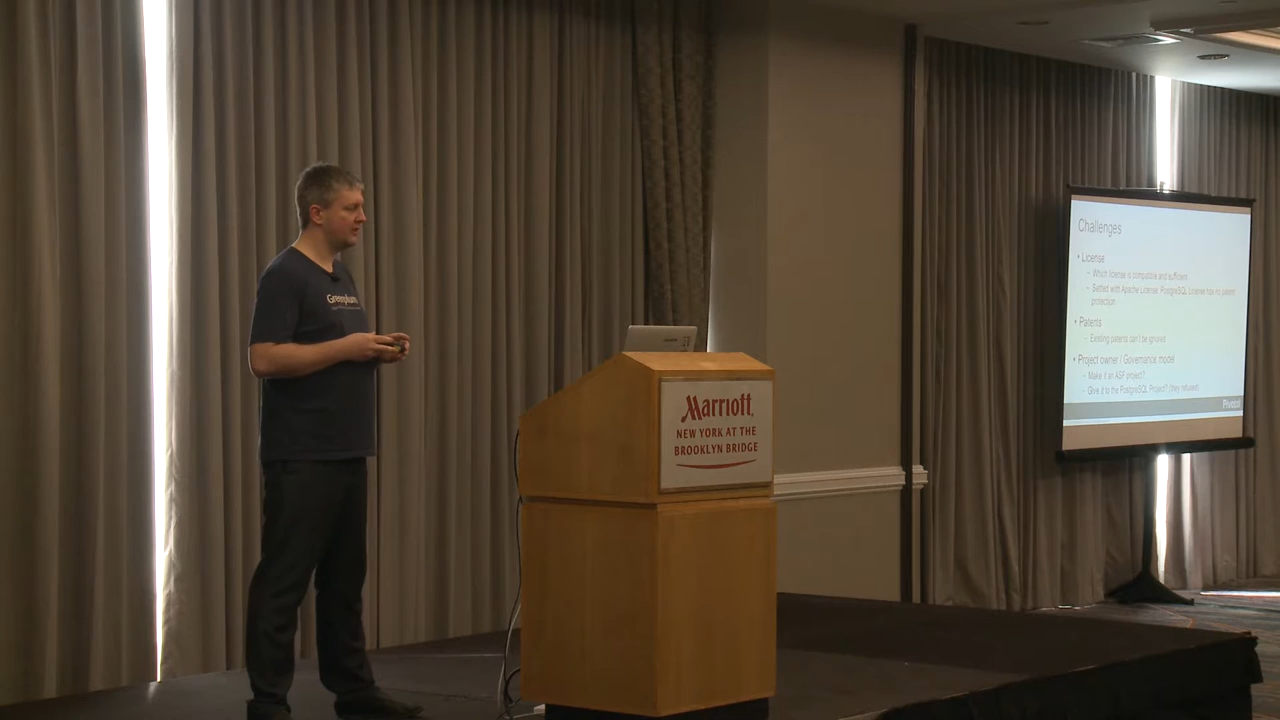 Greenplum
Marriott
NEW YORK AT THE
BROOKLYN BRIDGE
Challenges
• License
- Which license is compatible and sufficient
- Settled with Apache License. PostgreSQL License has no patent
protection
• Patents
- Existing patents can't be ignored
• Project owner / Governance model
- Make it an ASF project?
- Give it to the PostgreSQL Project? (they refused)
Pivotal